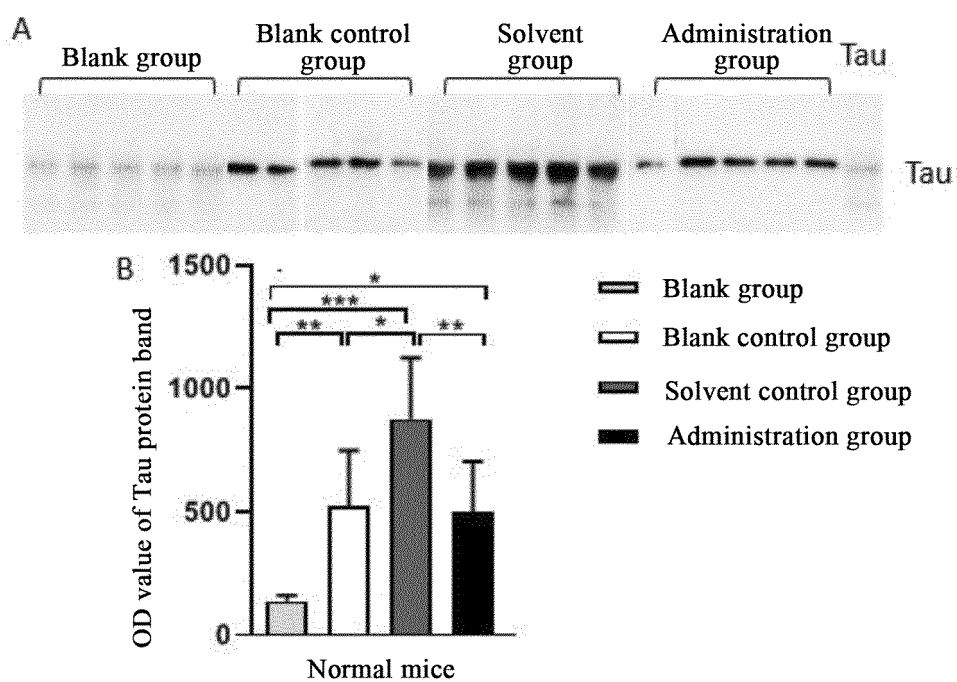 A
Blank group
Blank control
group
Solvent
group
Administration
group
Tau
Tau
B
OD value of Tau protein band
1500
1000
500
0
*
***
**
*
**
Normal mice
Blank group
Blank control group
Solvent control group
Administration group